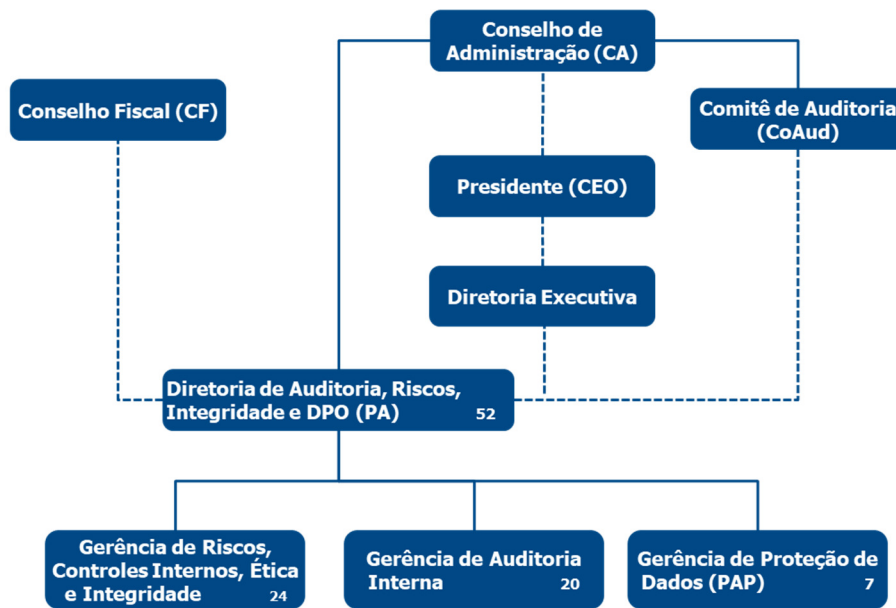 Conselho de
Administração (CA)
Conselho Fiscal (CF)
Comitê de Auditoria
(CoAud)
Presidente (CEO)
Diretoria Executiva
Diretoria de Auditoria, Riscos,
Integridade e DPO (PA) 52
Gerência de Riscos,
Controles Internos, Ética
e Integridade 24
Gerência de Auditoria
Interna 20
Gerência de Proteção de
Dados (PAP) 7